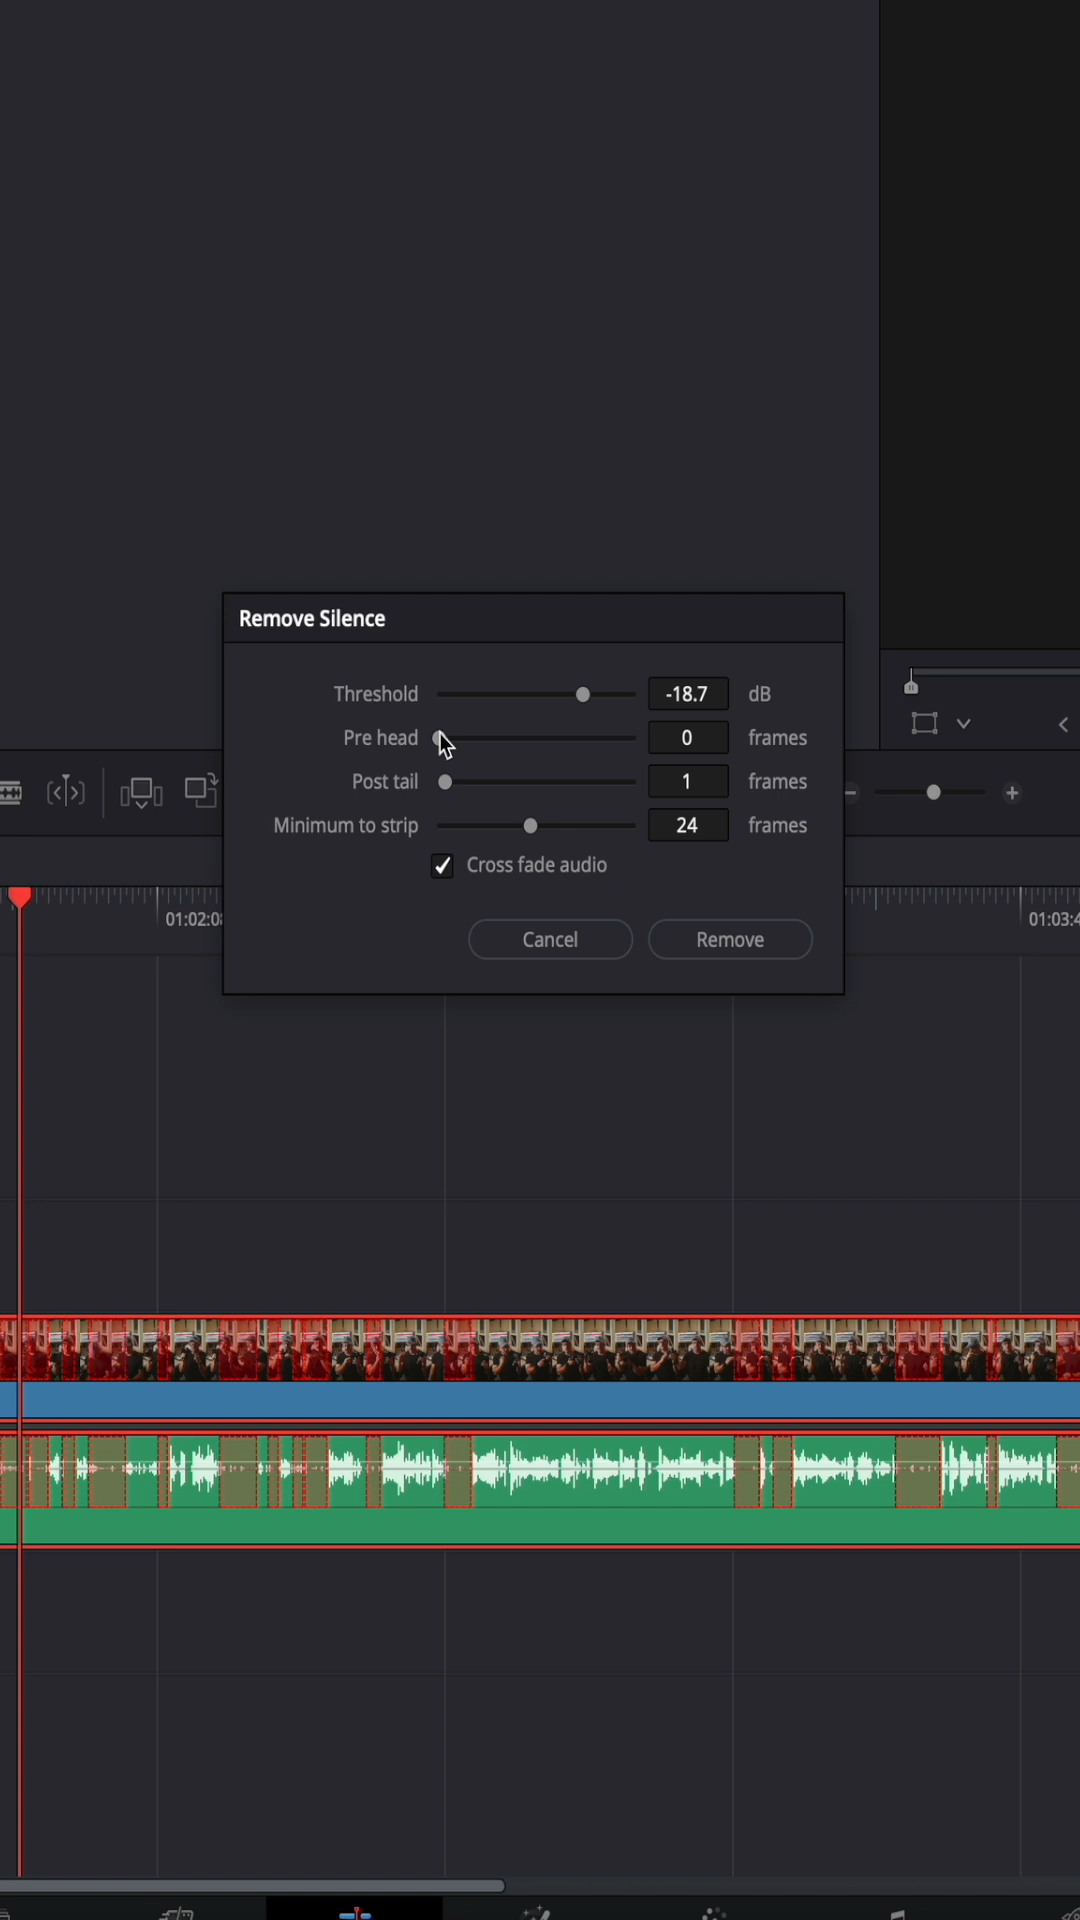 Remove Silence
Threshold -18.7 dB
Pre head 0 frames
Post tail 1 frames
Minimum to strip 24 frames
Cross fade audio
Cancel Remove